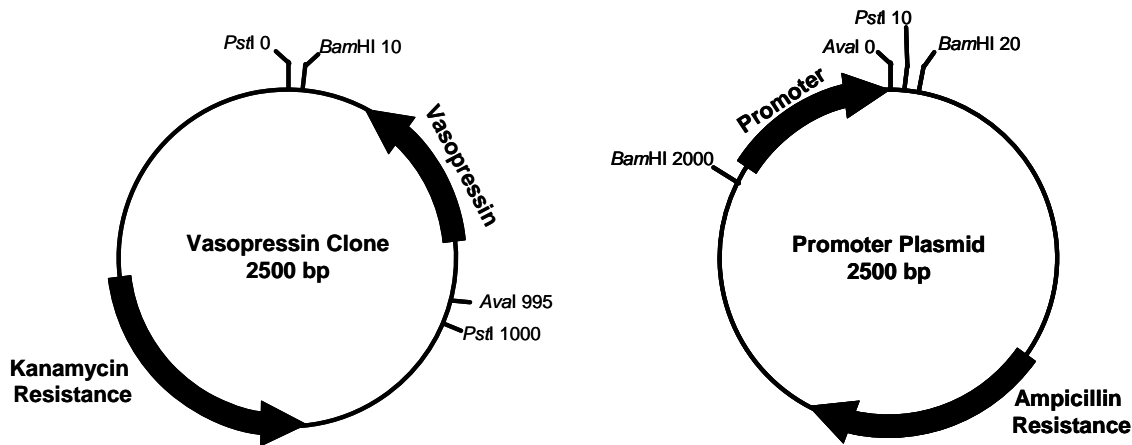 PstI 0
BamHI 10
Vasopressin
Vasopressin Clone
2500 bp
AvaI 995
PstI 1000
Kanamycin
Resistance
PstI 10
AvaI 0
BamHI 20
Promoter
BamHI 2000
Promoter Plasmid
2500 bp
Ampicillin
Resistance